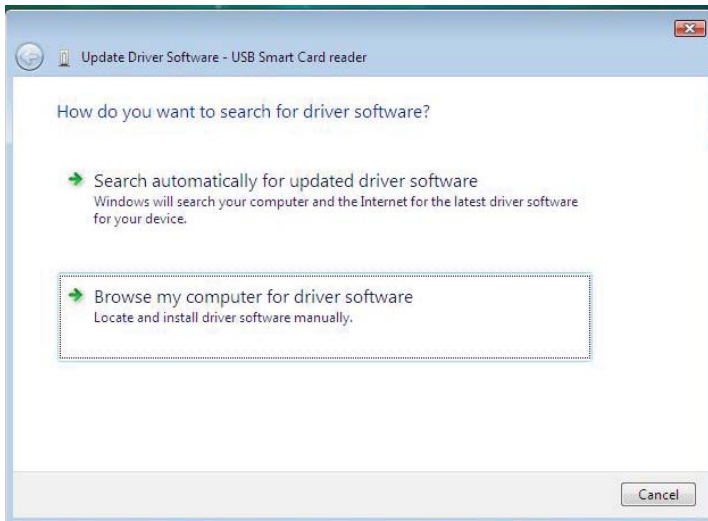 Update Driver Software - USB Smart Card reader
How do you want to search for driver software?
Search automatically for updated driver software
Windows will search your computer and the Internet for the latest driver software
for your device.
Browse my computer for driver software
Locate and install driver software manually.
Cancel